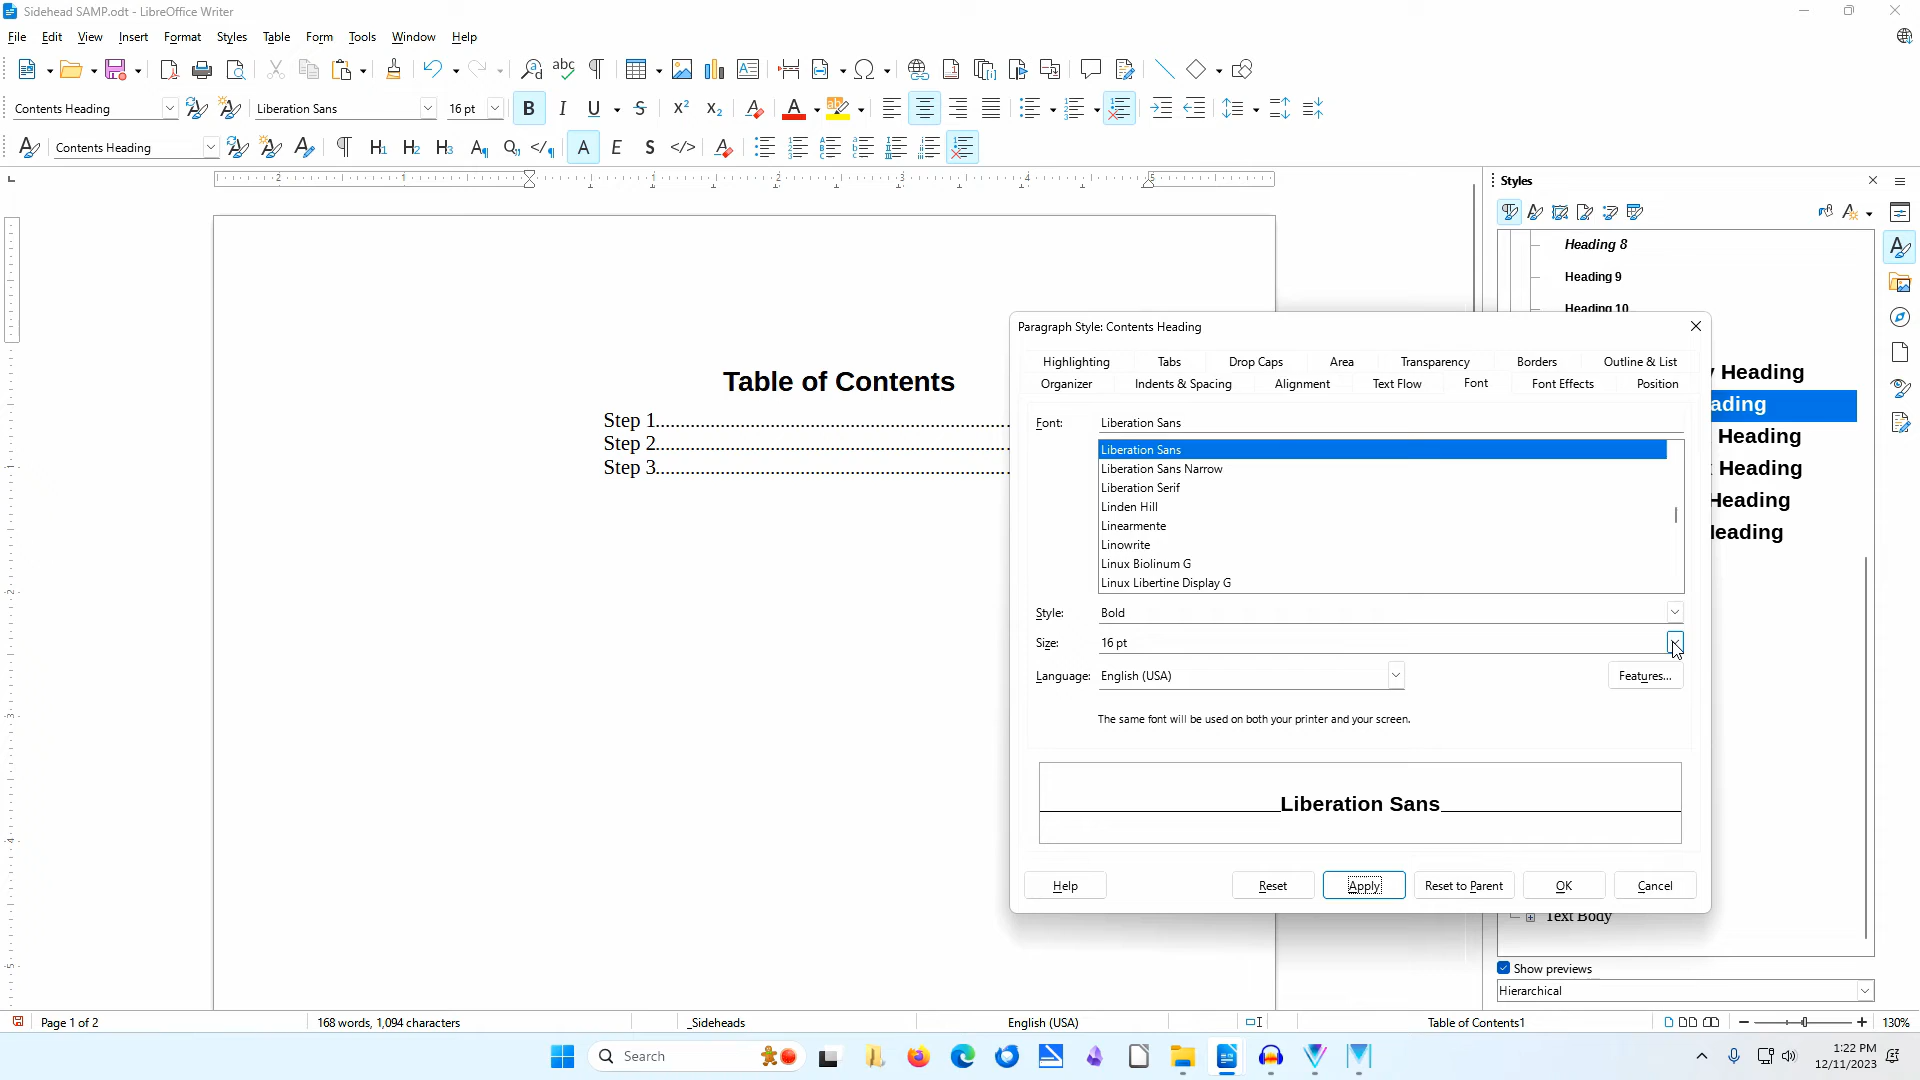 Sidehead SAMP.odt - LibreOffice Writer
File Edit View Insert Format Styles Table Form Tools Window Help
Contents Heading Liberation Sans 16 pt
Contents Heading
Styles
Heading 8
Heading 9
Heading 10
Paragraph Style: Contents Heading
Highlighting Tabs Drop Caps Area Transparency Borders Outline & List
Organizer Indents & Spacing Alignment Text Flow Font Font Effects Position
Table of Contents
Step 1
Step 2
Step 3
Heading
Heading
Heading
Heading
Font: Liberation Sans
Liberation Sans
Liberation Sans Narrow
Liberation Serif
Linden Hill
Linearmente
Linowrite
Linux Biolinum G
Linux Libertine Display G
Style: Bold
Size: 16 pt
Language: English (USA) Features...
The same font will be used on both your printer and your screen.
Liberation Sans
Help Reset Apply Reset to Parent OK Cancel
Text Body
Show previews
Hierarchical
Page 1 of 2 168 words, 1,094 characters _Sideheads English (USA) Table of Contents1 130%
Search
1:22 PM
12/11/2023